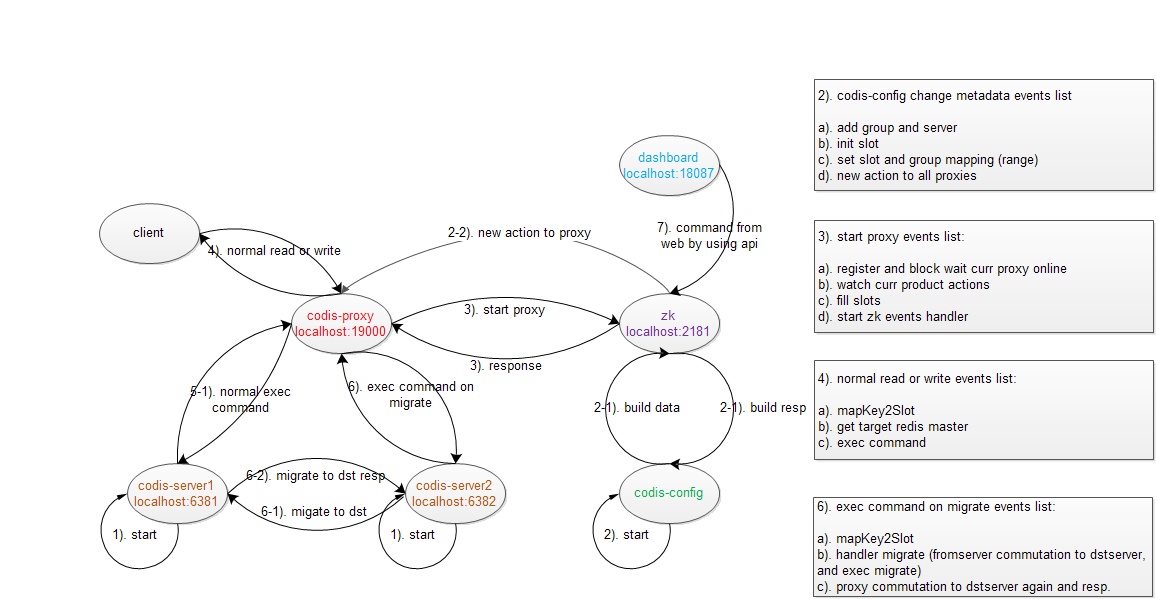 2). codis-config change metadata events list
a). add group and server
b). init slot
c). set slot and group mapping (range)
d). new action to all proxies
dashboard
localhost:18087
client
4). normal read or write
2-2). new action to proxy
7). command from
web by using api
3). start proxy events list:
a). register and block wait curr proxy online
b). watch curr product actions
c). fill slots
d). start zk events handler
codis-proxy
localhost:19000
3). start proxy
zk
localhost:2181
3). response
5-1). normal exec
command
6). exec command on
migrate
2-1). build data
2-1). build resp
4). normal read or write events list:
a). mapKey2Slot
b). get target redis master
c). exec command
codis-server1
localhost:6381
6-2). migrate to dst resp
6-1). migate to dst
codis-server2
localhost:6382
codis-config
1). start
1). start
2). start
6). exec command on migrate events list:
a). mapKey2Slot
b). handler migrate (fromserver commutation to dstserver,
and exec migrate)
c). proxy commutation to dstserver again and resp.